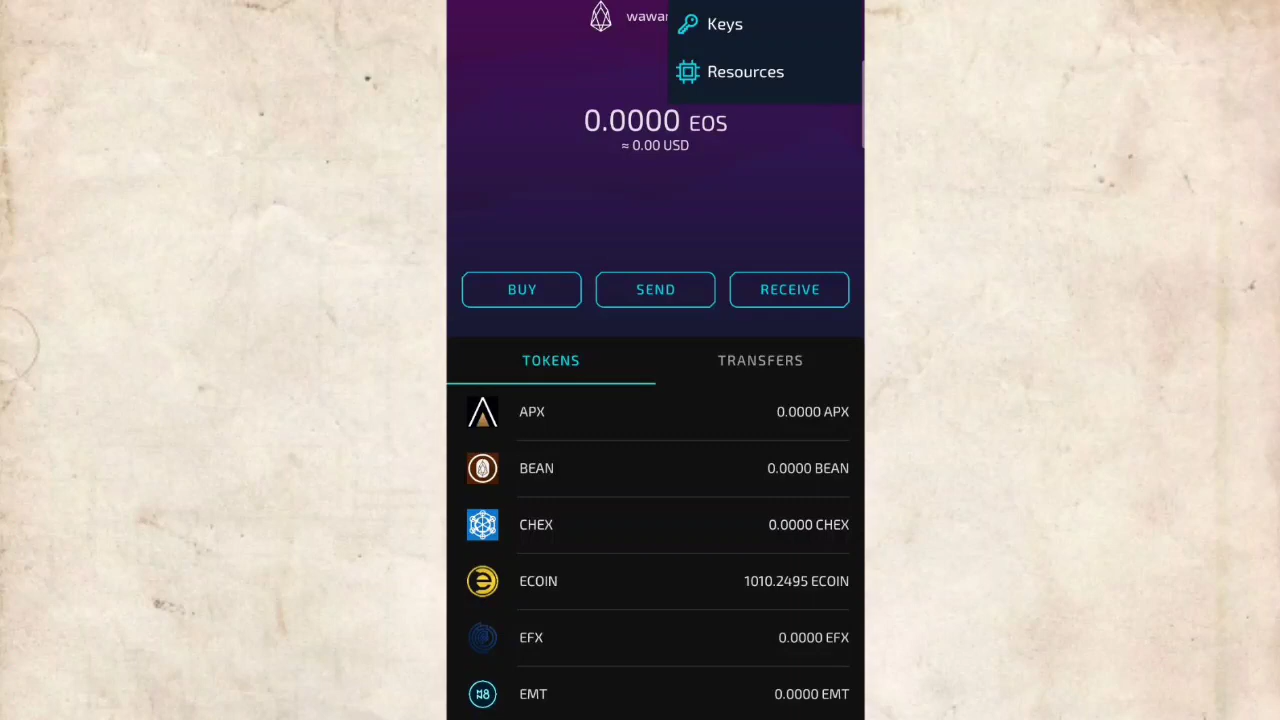 Keys
Resources
0.0000 EOS
≈ 0.00 USD
BUY SEND RECEIVE
TOKENS TRANSFERS
APX 0.0000 APX
BEAN 0.0000 BEAN
CHEX 0.0000 CHEX
ECOIN 1010.2495 ECOIN
EFX 0.0000 EFX
EMT 0.0000 EMT